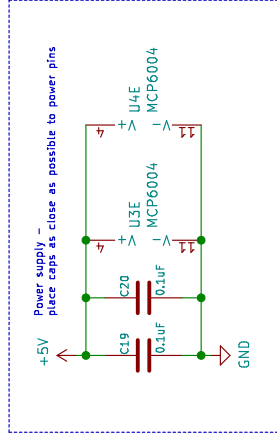 Power supply -
place caps as close as possible to power pins
U4E
MCP6004
V+
V-
4
11
U3E
MCP6004
V+
V-
4
11
C20
0.1uF
C19
0.1uF
+5V
GND